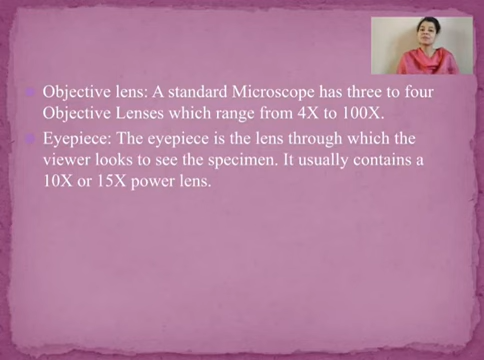 Objective lens: A standard Microscope has three to four
Objective Lenses which range from 4X to 100X.
Eyepiece: The eyepiece is the lens through which the
viewer looks to see the specimen. It usually contains a
10X or 15X power lens.